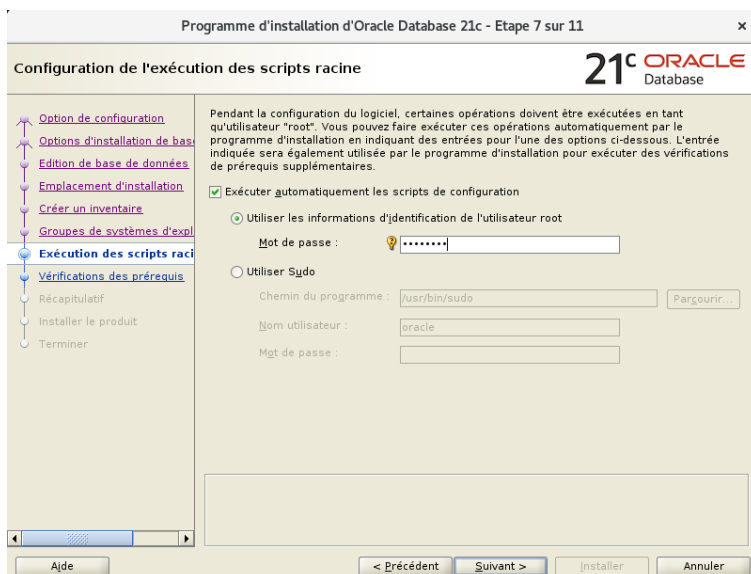 Programme d'installation d'Oracle Database 21c - Etape 7 sur 11
Configuration de l'exécution des scripts racine
21c ORACLE
Database
Option de configuration
Options d'installation de bas
Edition de base de données
Emplacement d'installation
Créer un inventaire
Groupes de systèmes d'expl
Exécution des scripts raci
Vérifications des prérequis
Récapitulatif
Installer le produit
Terminer
Pendant la configuration du logiciel, certaines opérations doivent être exécutées en tant
qu'utilisateur "root". Vous pouvez faire exécuter ces opérations automatiquement par le
programme d'installation en indiquant des entrées pour l'une des options ci-dessous. L'entrée
indiquée sera également utilisée par le programme d'installation pour exécuter des vérifications
de prérequis supplémentaires.
Exécuter automatiquement les scripts de configuration
Utiliser les informations d'identification de l'utilisateur root
Mot de passe : ••••••••
Utiliser Sudo
Chemin du programme : /usr/bin/sudo Parcourir...
Nom utilisateur : oracle
Mot de passe :
Aide < Précédent Suivant > Installer Annuler